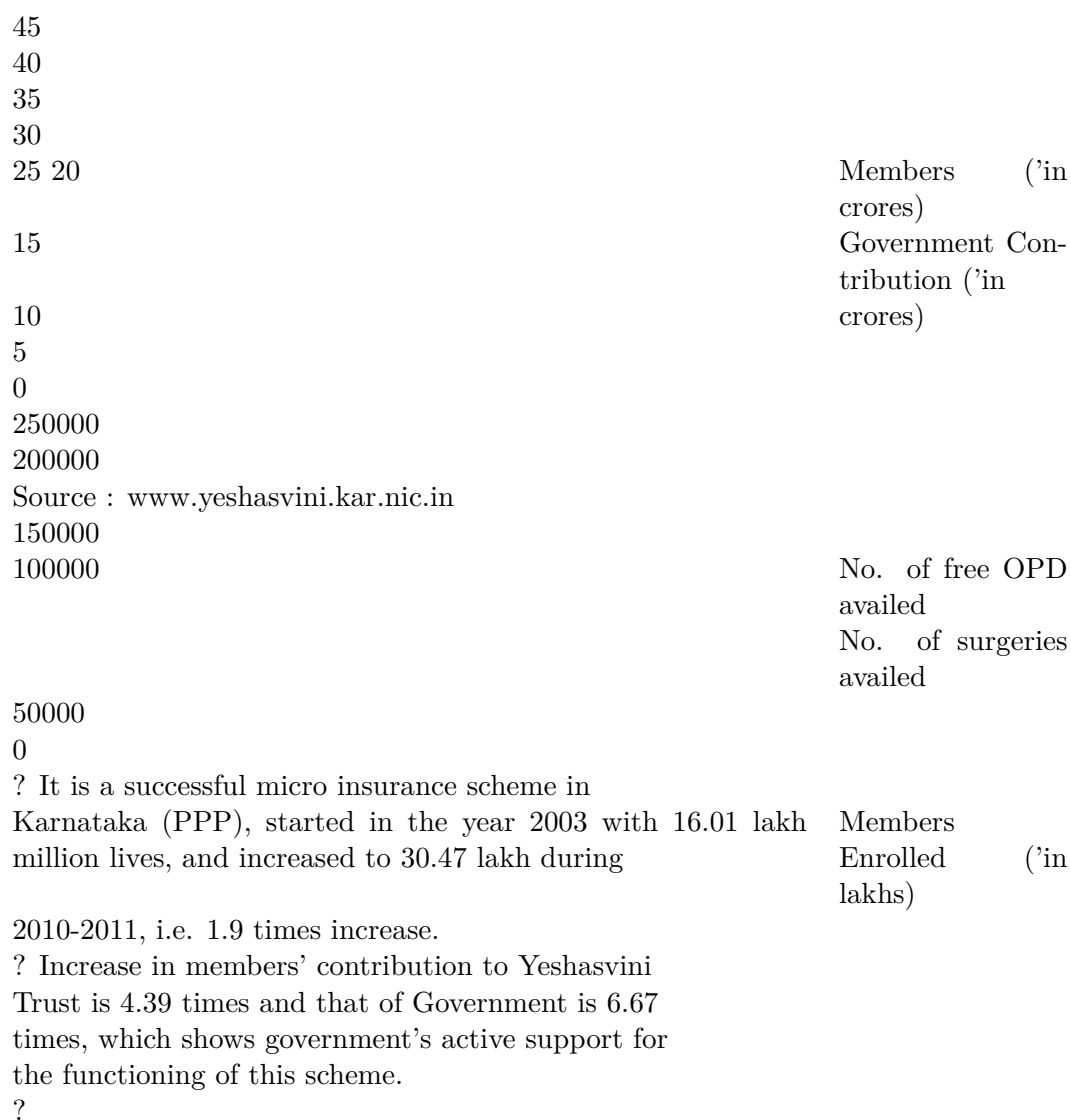 45
40
35
30
25 20
Members ('in
crores)
15
Government Con-
tribution ('in
10
crores)
5
0
250000
200000
Source : www.yeshasvini.kar.nic.in
150000
100000
No. of free OPD
availed
No. of surgeries
availed
50000
0
? It is a successful micro insurance scheme in
Karnataka (PPP), started in the year 2003 with 16.01 lakh
million lives, and increased to 30.47 lakh during
Members
Enrolled ('in
lakhs)
2010-2011, i.e. 1.9 times increase.
? Increase in members' contribution to Yeshasvini
Trust is 4.39 times and that of Government is 6.67
times, which shows government's active support for
the functioning of this scheme.
?